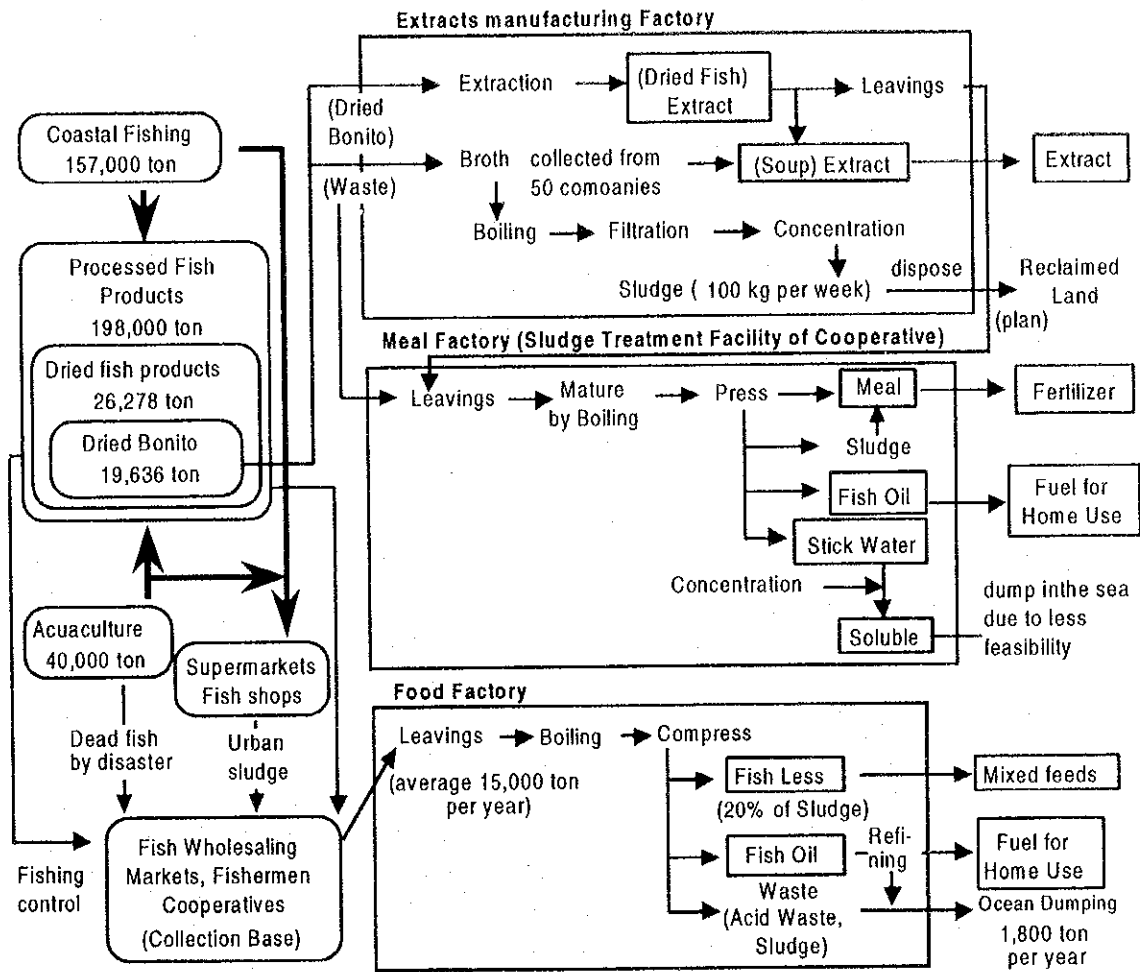 Extracts manufacturing Factory
Extraction
(Dried Fish)
Extract
Leavings
(Dried
Bonito)
Coastal Fishing
157,000 ton
Broth
collected from
50 comoanies
(Soup) Extract
Extract
(Waste)
Boiling
Filtration
Concentration
Processed Fish
Products
198,000 ton
Sludge ( 100 kg per week)
dispose
Reclaimed
Land
(plan)
Meal Factory (Sludge Treatment Facility of Cooperative)
Dried fish products
26,278 ton
Dried Bonito
19,636 ton
Leavings
Mature
by Boiling
Press
Meal
Fertilizer
Sludge
Fish Oil
Fuel for
Home Use
Stick Water
Concentration
Soluble
dump inthe sea
due to less
feasibility
Acuaculture
40,000 ton
Supermarkets
Fish shops
Dead fish
by disaster
Urban
sludge
Fish Wholesaling
Markets, Fishermen
Cooperatives
(Collection Base)
Fishing
control
Food Factory
Leavings
Boiling
Compress
(average 15,000 ton
per year)
Fish Less
(20% of Sludge)
Mixed feeds
Fish Oil
Refi-
ning
Fuel for
Home Use
Waste
(Acid Waste,
Sludge)
Ocean Dumping
1,800 ton
per year